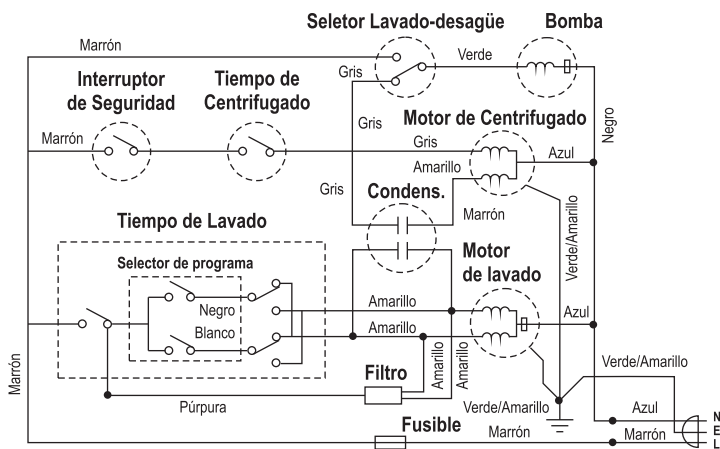 Seletor Lavado-desagüe
Bomba
Marrón
Verde
Interruptor
de Seguridad
Tiempo de
Centrifugado
Gris
Negro
Gris
Motor de Centrifugado
Marrón
Gris
Azul
Amarillo
Gris
Condens.
Marrón
Tiempo de Lavado
Verde/Amarillo
Selector de programa
Motor
de lavado
Negro
Amarillo
Azul
Blanco
Amarillo
Amarillo
Amarillo
Filtro
Verde/Amarillo
Marrón
Púrpura
Verde/Amarillo
Azul
N
Fusible
Marrón
Marrón
E
L